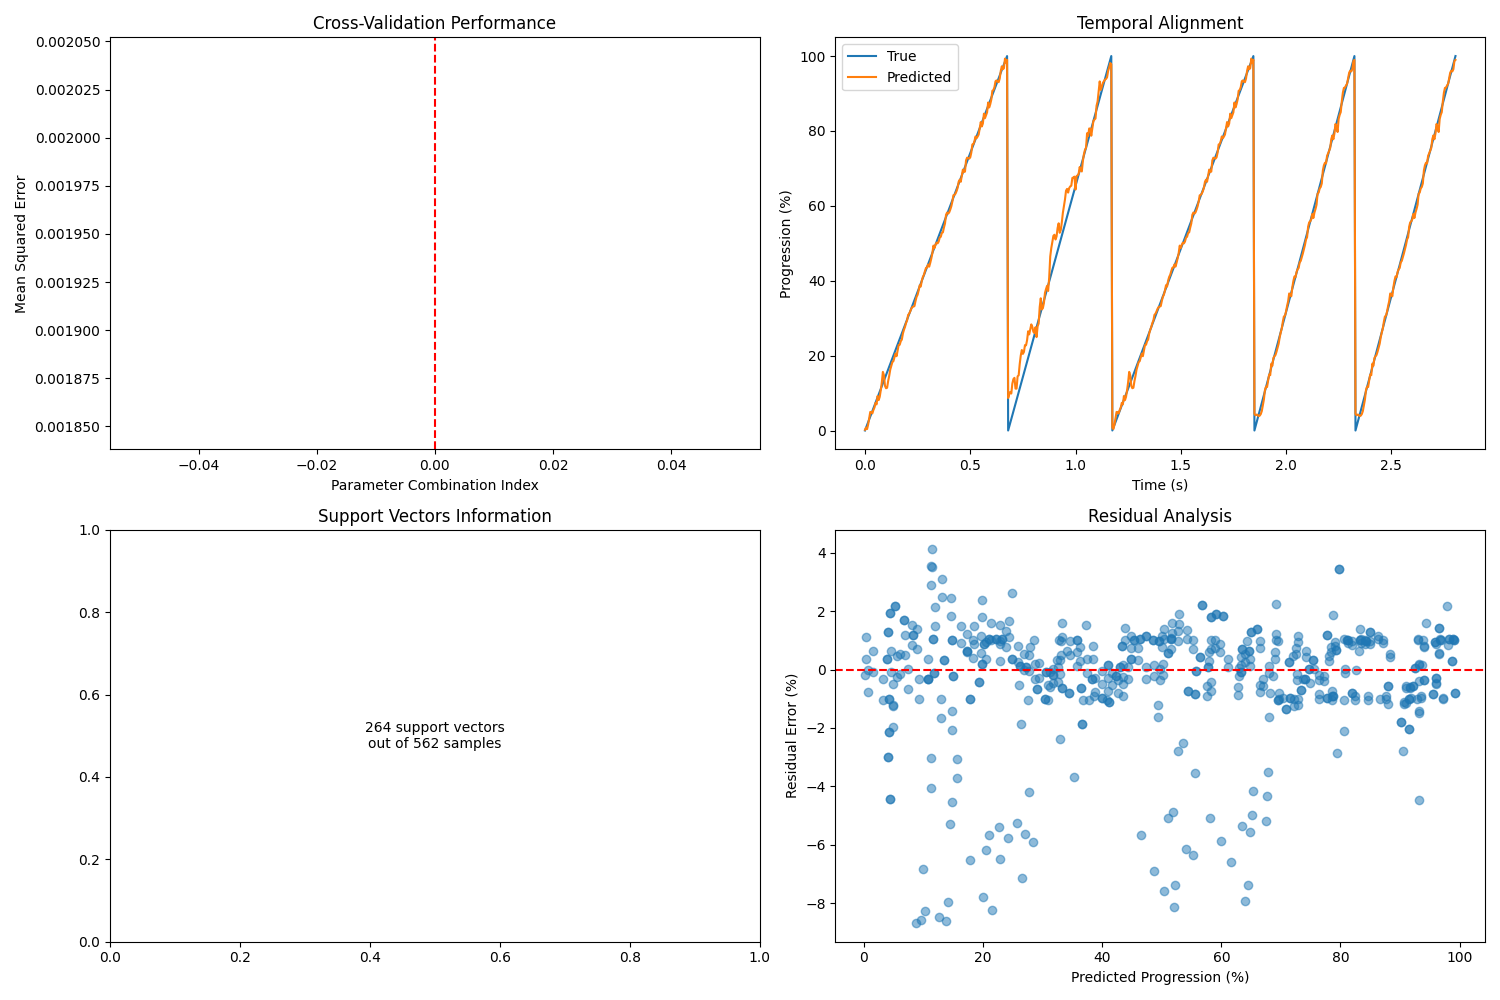 Cross-Validation Performance
Mean Squared Error
0.002050
0.002025
0.002000
0.001975
0.001950
0.001925
0.001900
0.001875
0.001850
−0.04 −0.02 0.00 0.02 0.04
Parameter Combination Index
Temporal Alignment
True
Predicted
Progression (%)
100
80
60
40
20
0
0.0 0.5 1.0 1.5 2.0 2.5
Time (s)
Support Vectors Information
1.0
0.8
0.6
0.4
0.2
0.0
264 support vectors
out of 562 samples
0.0 0.2 0.4 0.6 0.8 1.0
Residual Analysis
Residual Error (%)
4
2
0
−2
−4
−6
−8
0 20 40 60 80 100
Predicted Progression (%)